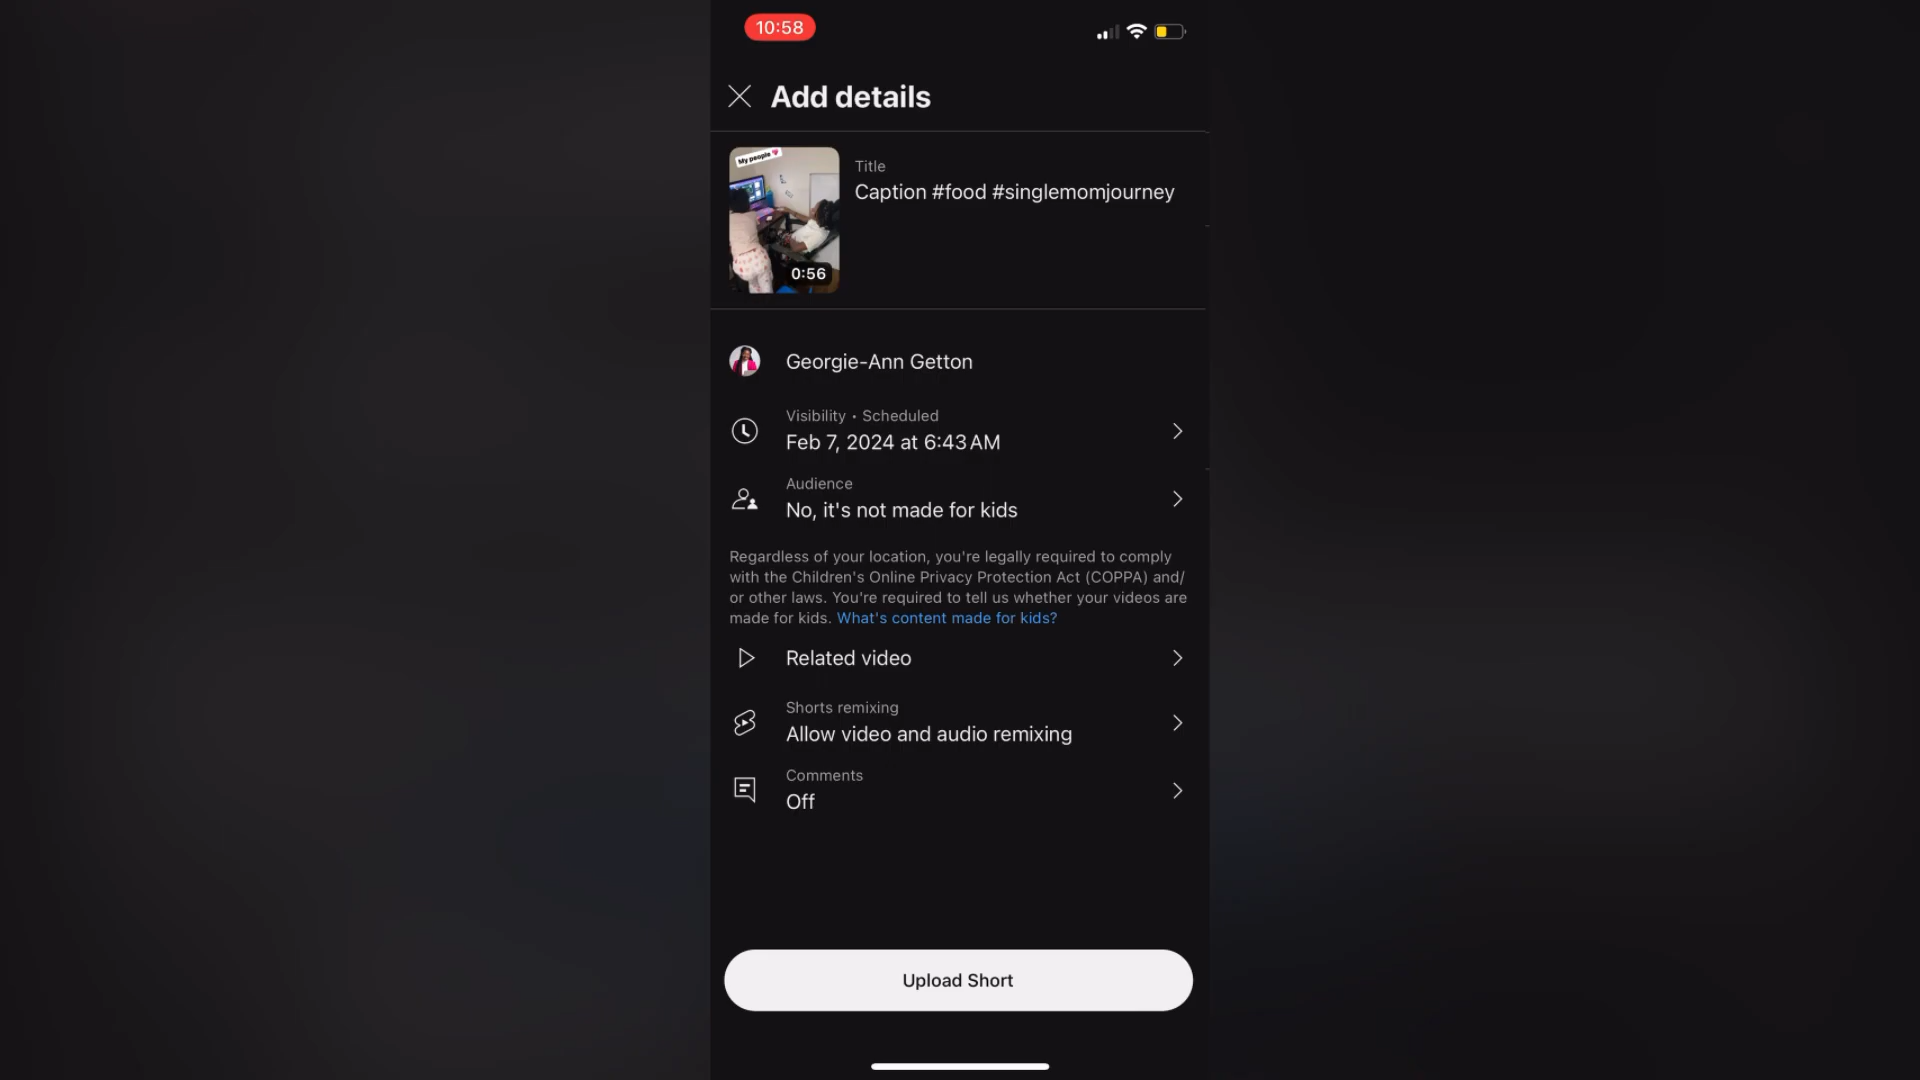 10:58
Add details
My people
0:56
Title
Caption #food #singlemomjourney
Georgie-Ann Getton
Visibility • Scheduled
Feb 7, 2024 at 6:43 AM
Audience
No, it's not made for kids
Regardless of your location, you're legally required to comply
with the Children's Online Privacy Protection Act (COPPA) and/
or other laws. You're required to tell us whether your videos are
made for kids. What's content made for kids?
Related video
Shorts remixing
Allow video and audio remixing
Comments
Off
Upload Short